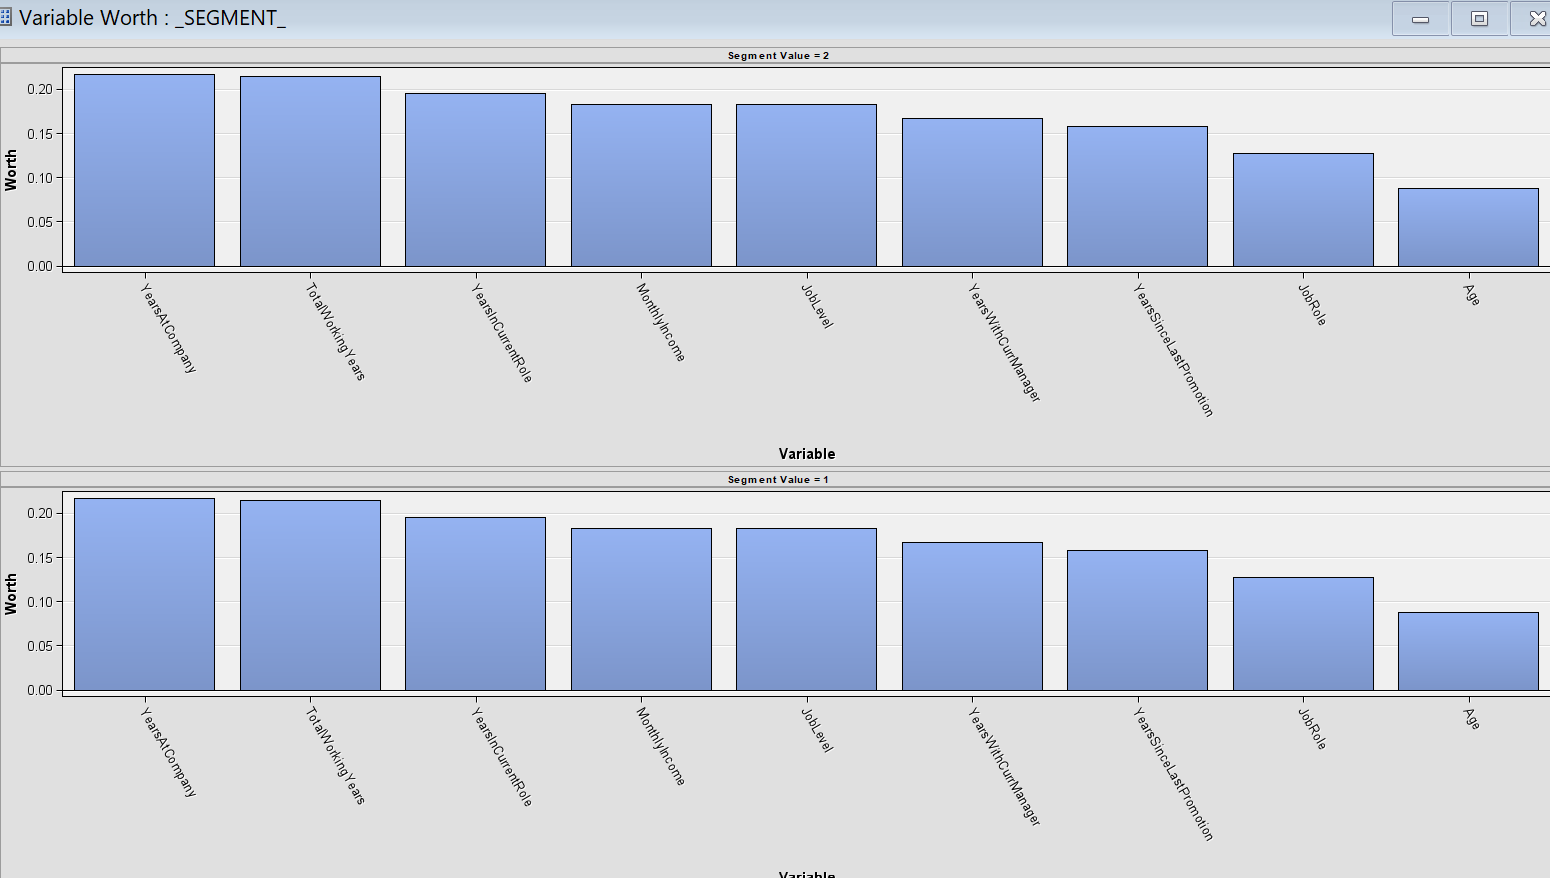 Variable Worth : _SEGMENT_
Segment Value = 2
Worth
0.20
0.15
0.10
0.05
0.00
YearsAtCompany
TotalWorkingYears
YearsInCurrentRole
MonthlyIncome
JobLevel
YearsWithCurrManager
YearsSinceLastPromotion
JobRole
Age
Variable
Segment Value = 1
Worth
0.20
0.15
0.10
0.05
0.00
YearsAtCompany
TotalWorkingYears
YearsInCurrentRole
MonthlyIncome
JobLevel
YearsWithCurrManager
YearsSinceLastPromotion
JobRole
Age
Variable